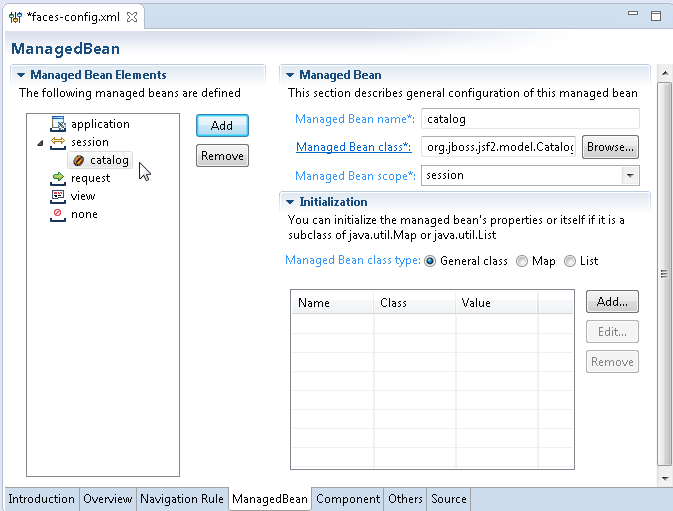 *faces-config.xml
ManagedBean
Managed Bean Elements
The following managed beans are defined
application
session
catalog
request
view
none
Add
Remove
Managed Bean
This section describes general configuration of this managed bean
Managed Bean name*: catalog
Managed Bean class*: org.jboss.jsf2.model.Catalog Browse...
Managed Bean scope*: session
Initialization
You can initialize the managed bean's properties or itself if it is a
subclass of java.util.Map or java.util.List
Managed Bean class type: General class Map List
Name Class Value
Add...
Edit...
Remove
Introduction Overview Navigation Rule ManagedBean Component Others Source